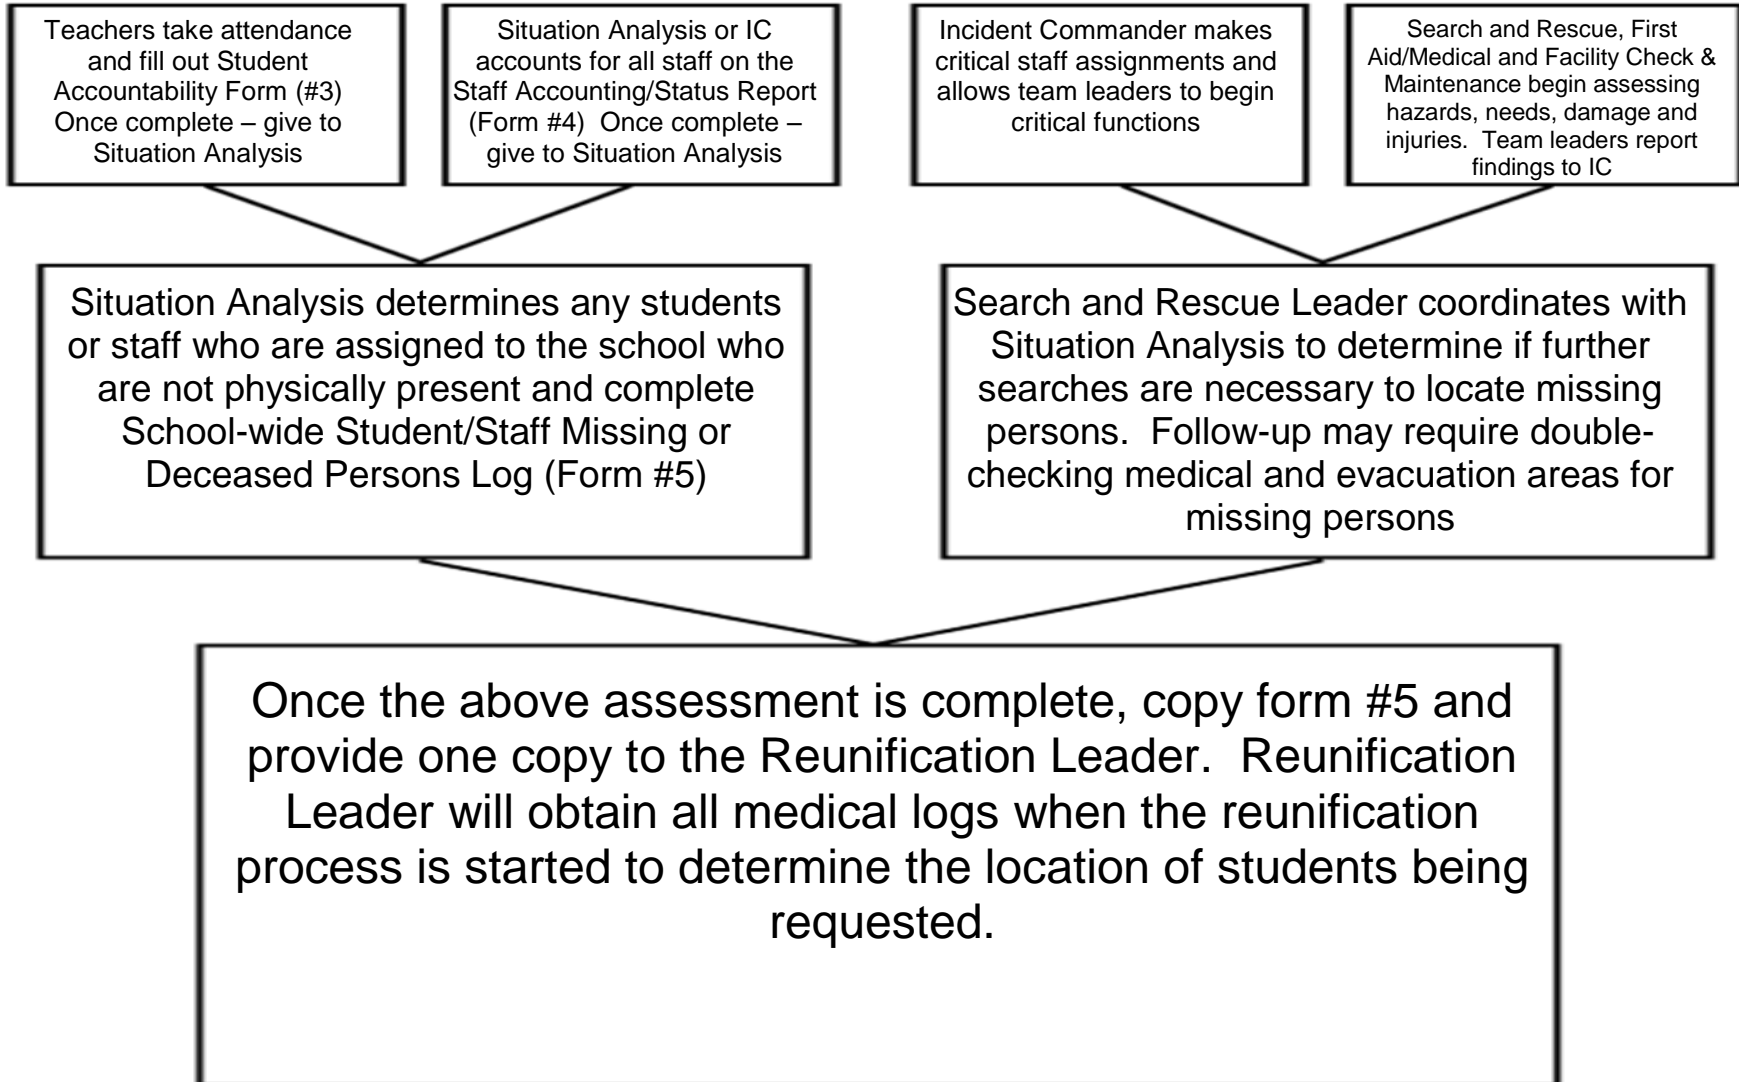 Teachers take attendance
and fill out Student
Accountability Form (#3)
Once complete – give to
Situation Analysis
Situation Analysis or IC
accounts for all staff on the
Staff Accounting/Status Report
(Form #4)  Once complete –
give to Situation Analysis
Incident Commander makes
critical staff assignments and
allows team leaders to begin
critical functions
Search and Rescue, First
Aid/Medical and Facility Check &
Maintenance begin assessing
hazards, needs, damage and
injuries.  Team leaders report
findings to IC
Situation Analysis determines any students
or staff who are assigned to the school who
are not physically present and complete
School-wide Student/Staff Missing or
Deceased Persons Log (Form #5)
Search and Rescue Leader coordinates with
Situation Analysis to determine if further
searches are necessary to locate missing
persons.  Follow-up may require double-
checking medical and evacuation areas for
missing persons
Once the above assessment is complete, copy form #5 and
provide one copy to the Reunification Leader.  Reunification
Leader will obtain all medical logs when the reunification
process is started to determine the location of students being
requested.